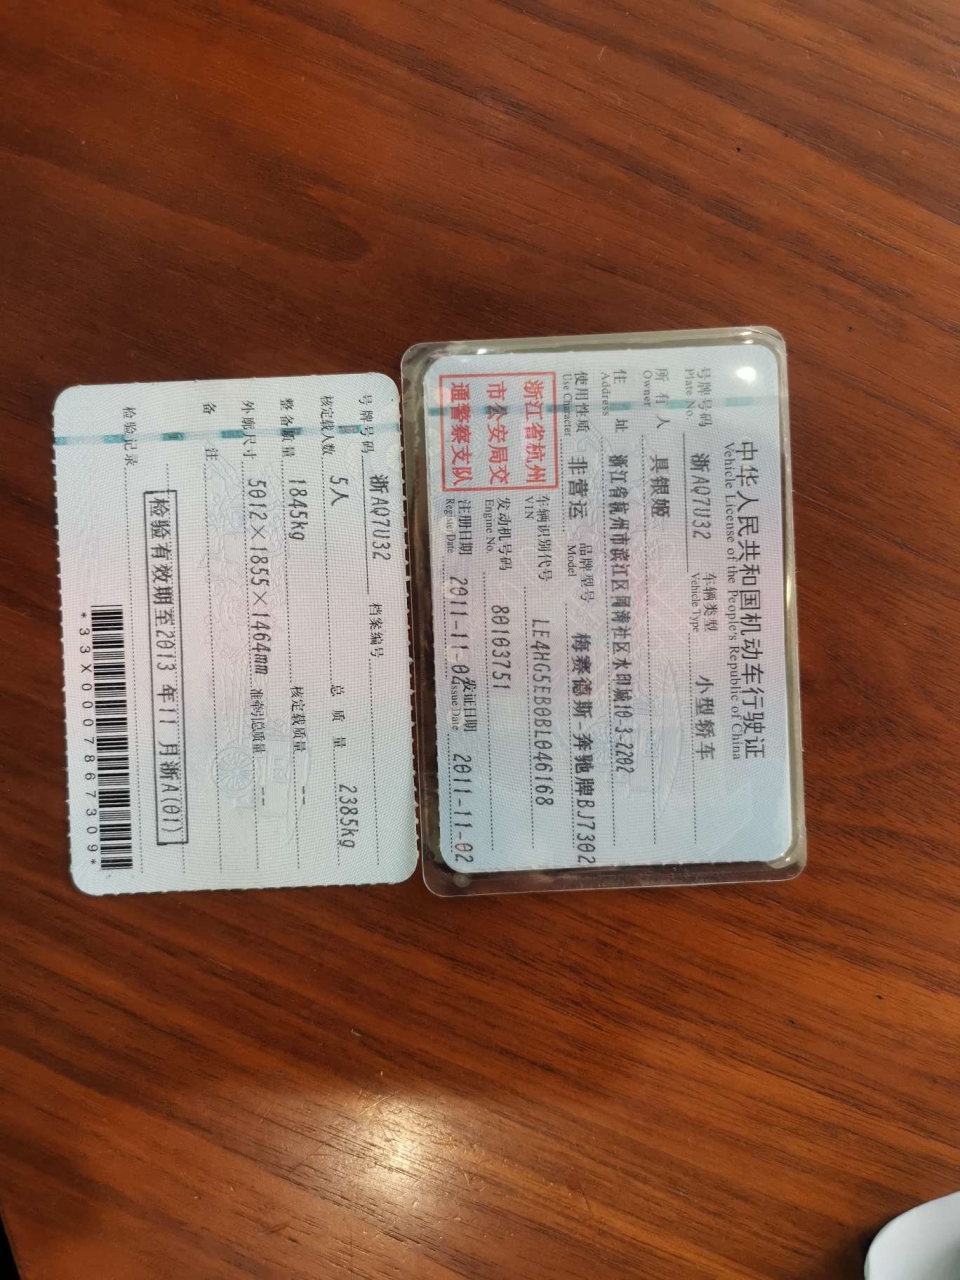 中华人民共和国机动车行驶证
Vehicle License of the People's Republic of China
号牌号码 浙AQ7U32 车辆类型 小型轿车
Plate No. Vehicle Type
所有人 具银姬
Owner
住址 浙江省杭州市滨江区闻涛社区水印城10-3-2202
Address
使用性质 非营运 品牌型号 梅赛德斯-奔驰牌BJ7302
Use Character Model
浙江省杭州
市公安局交
通警察支队
车辆识别代号 LE4HG5EB0BL046168
VIN
发动机号码 80103751
Engine No.
注册日期 2011-11-02 发证日期 2011-11-02
Register Date Issue Date
号牌号码 浙AQ7U32 档案编号
核定载人数 5人 总质量 2385kg
整备质量 1845kg 核定载质量 --
外廓尺寸 5012×1855×1464mm 准牵引总质量 --
备注
检验有效期至2013年11月浙A(01)
检验记录
*33X0007867309*